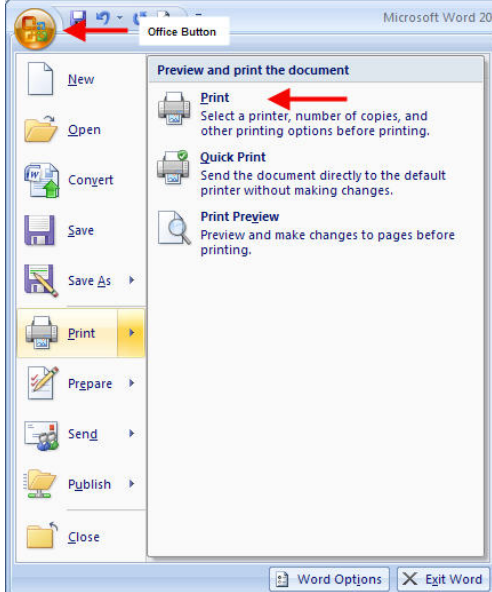 Microsoft Word 20
Office Button
New
Open
Convert
Save
Save As
Print
Prepare
Send
Publish
Close
Preview and print the document
Print
Select a printer, number of copies, and
other printing options before printing.
Quick Print
Send the document directly to the default
printer without making changes.
Print Preview
Preview and make changes to pages before
printing.
Word Options
Exit Word